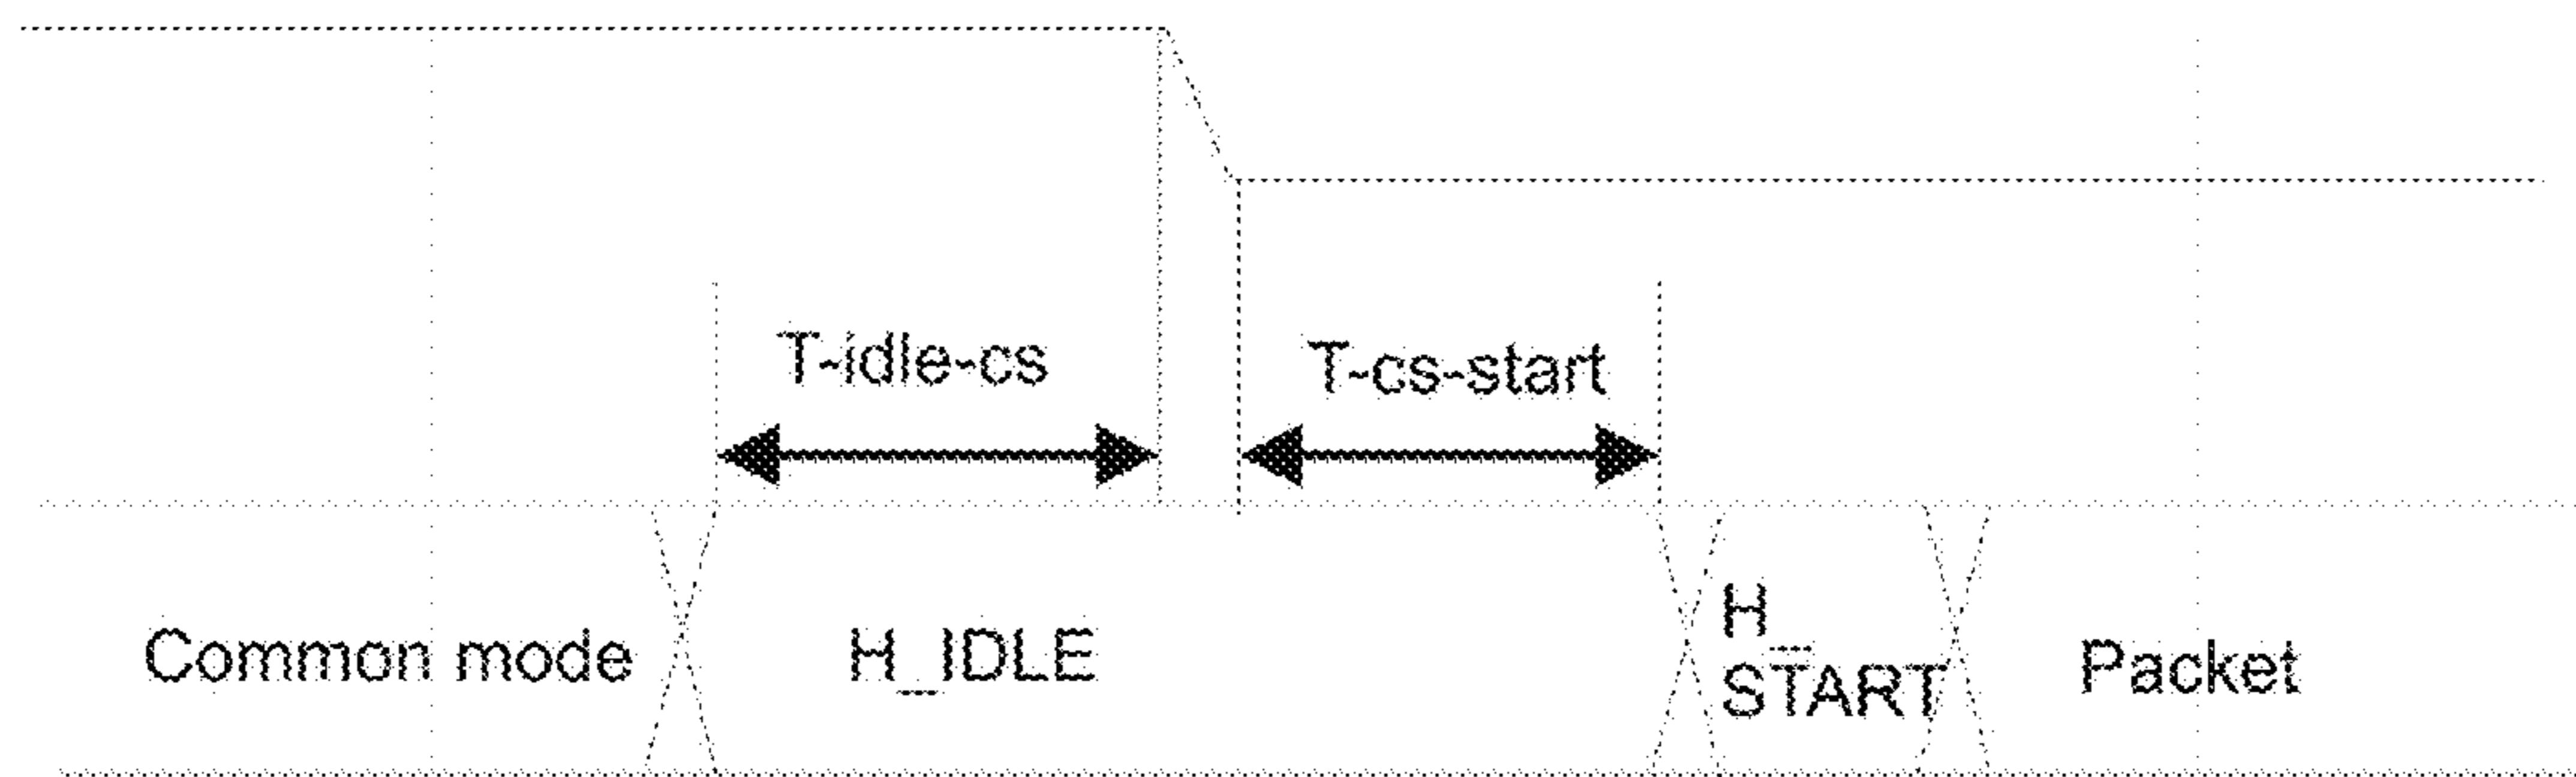 T-idle-cs
T-cs-start
Common mode
H_IDLE
H_
START
Packet